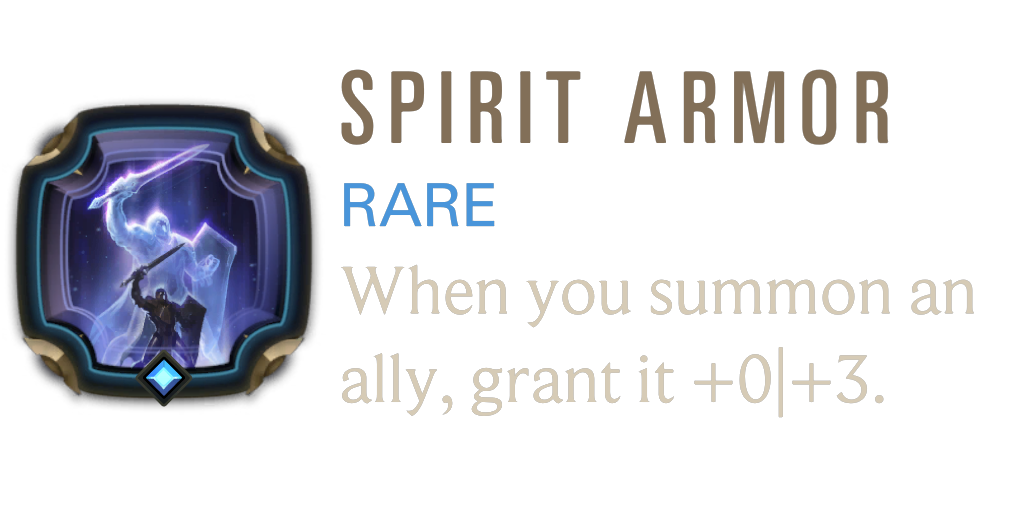 SPIRIT ARMOR
RARE
When you summon an
ally, grant it +0|+3.